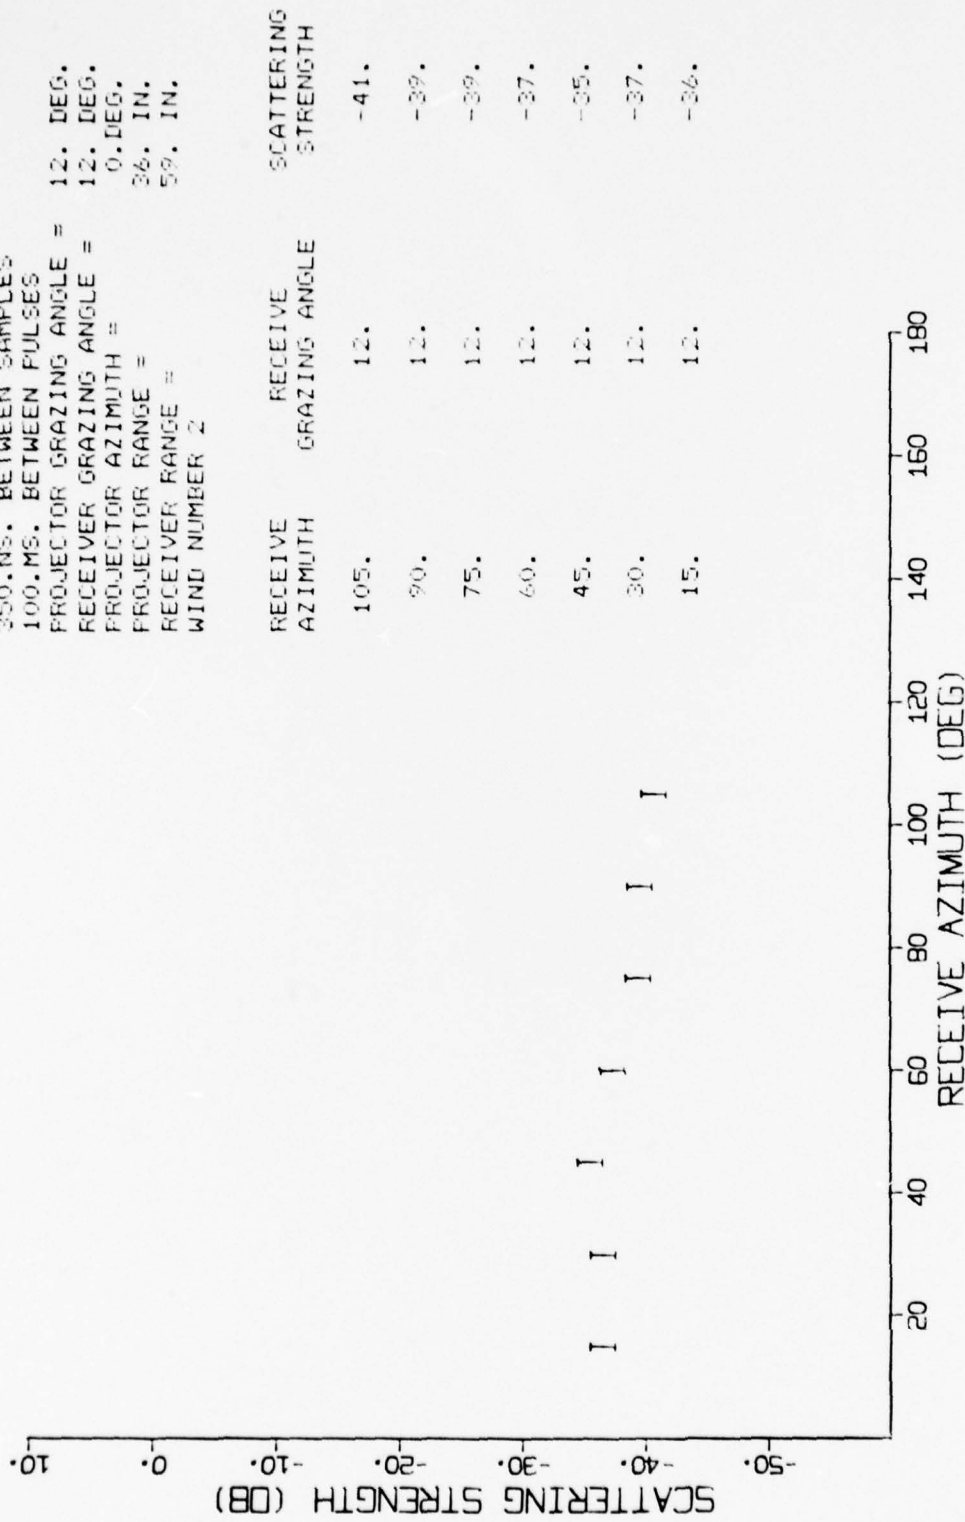 350.NS. BETWEEN SAMPLES
100.MS. BETWEEN PULSES
PROJECTOR GRAZING ANGLE = 12. DEG.
RECEIVER GRAZING ANGLE = 12. DEG.
PROJECTOR AZIMUTH = 0.DEG.
PROJECTOR RANGE = 36. IN.
RECEIVER RANGE = 59. IN.
WIND NUMBER 2
RECEIVE RECEIVE SCATTERING
AZIMUTH GRAZING ANGLE STRENGTH
105. 12. -41.
90. 12. -39.
75. 12. -39.
60. 12. -37.
45. 12. -35.
30. 12. -37.
15. 12. -36.
10.
0.
-10.
-20.
-30.
-40.
-50.
SCATTERING STRENGTH (DB)
20 40 60 80 100 120 140 160 180
RECEIVE AZIMUTH (DEG)